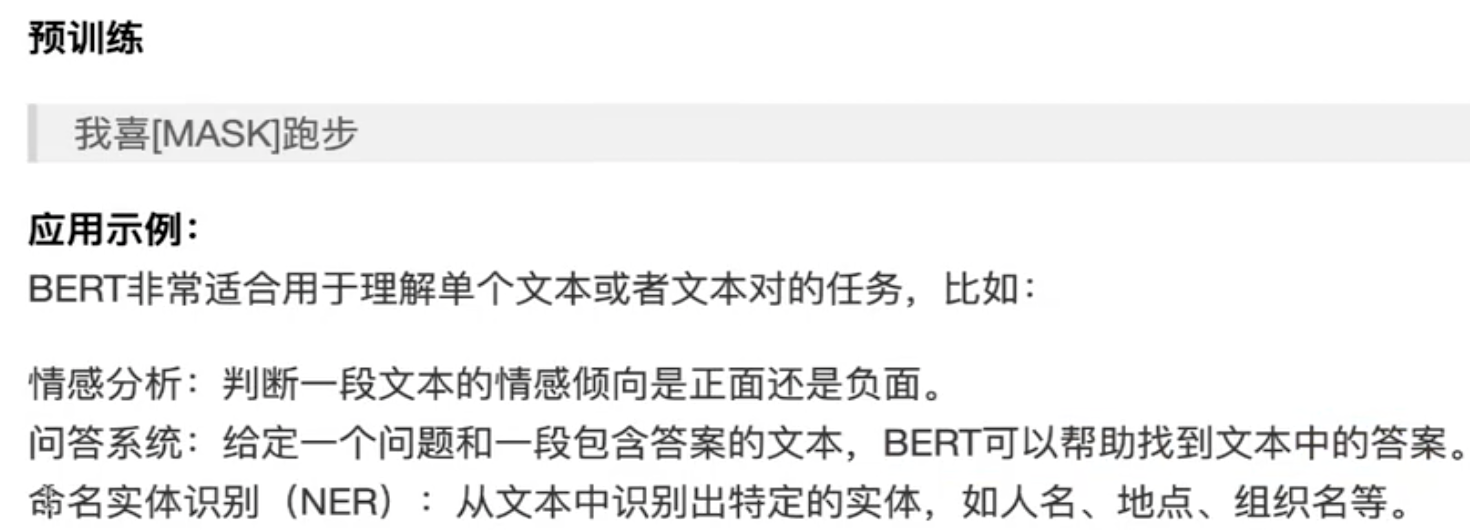 预训练
我喜[MASK]跑步
应用示例：
BERT非常适合用于理解单个文本或者文本对的任务，比如：
情感分析：判断一段文本的情感倾向是正面还是负面。
问答系统：给定一个问题和一段包含答案的文本，BERT可以帮助找到文本中的答案。
命名实体识别（NER）：从文本中识别出特定的实体，如人名、地点、组织名等。